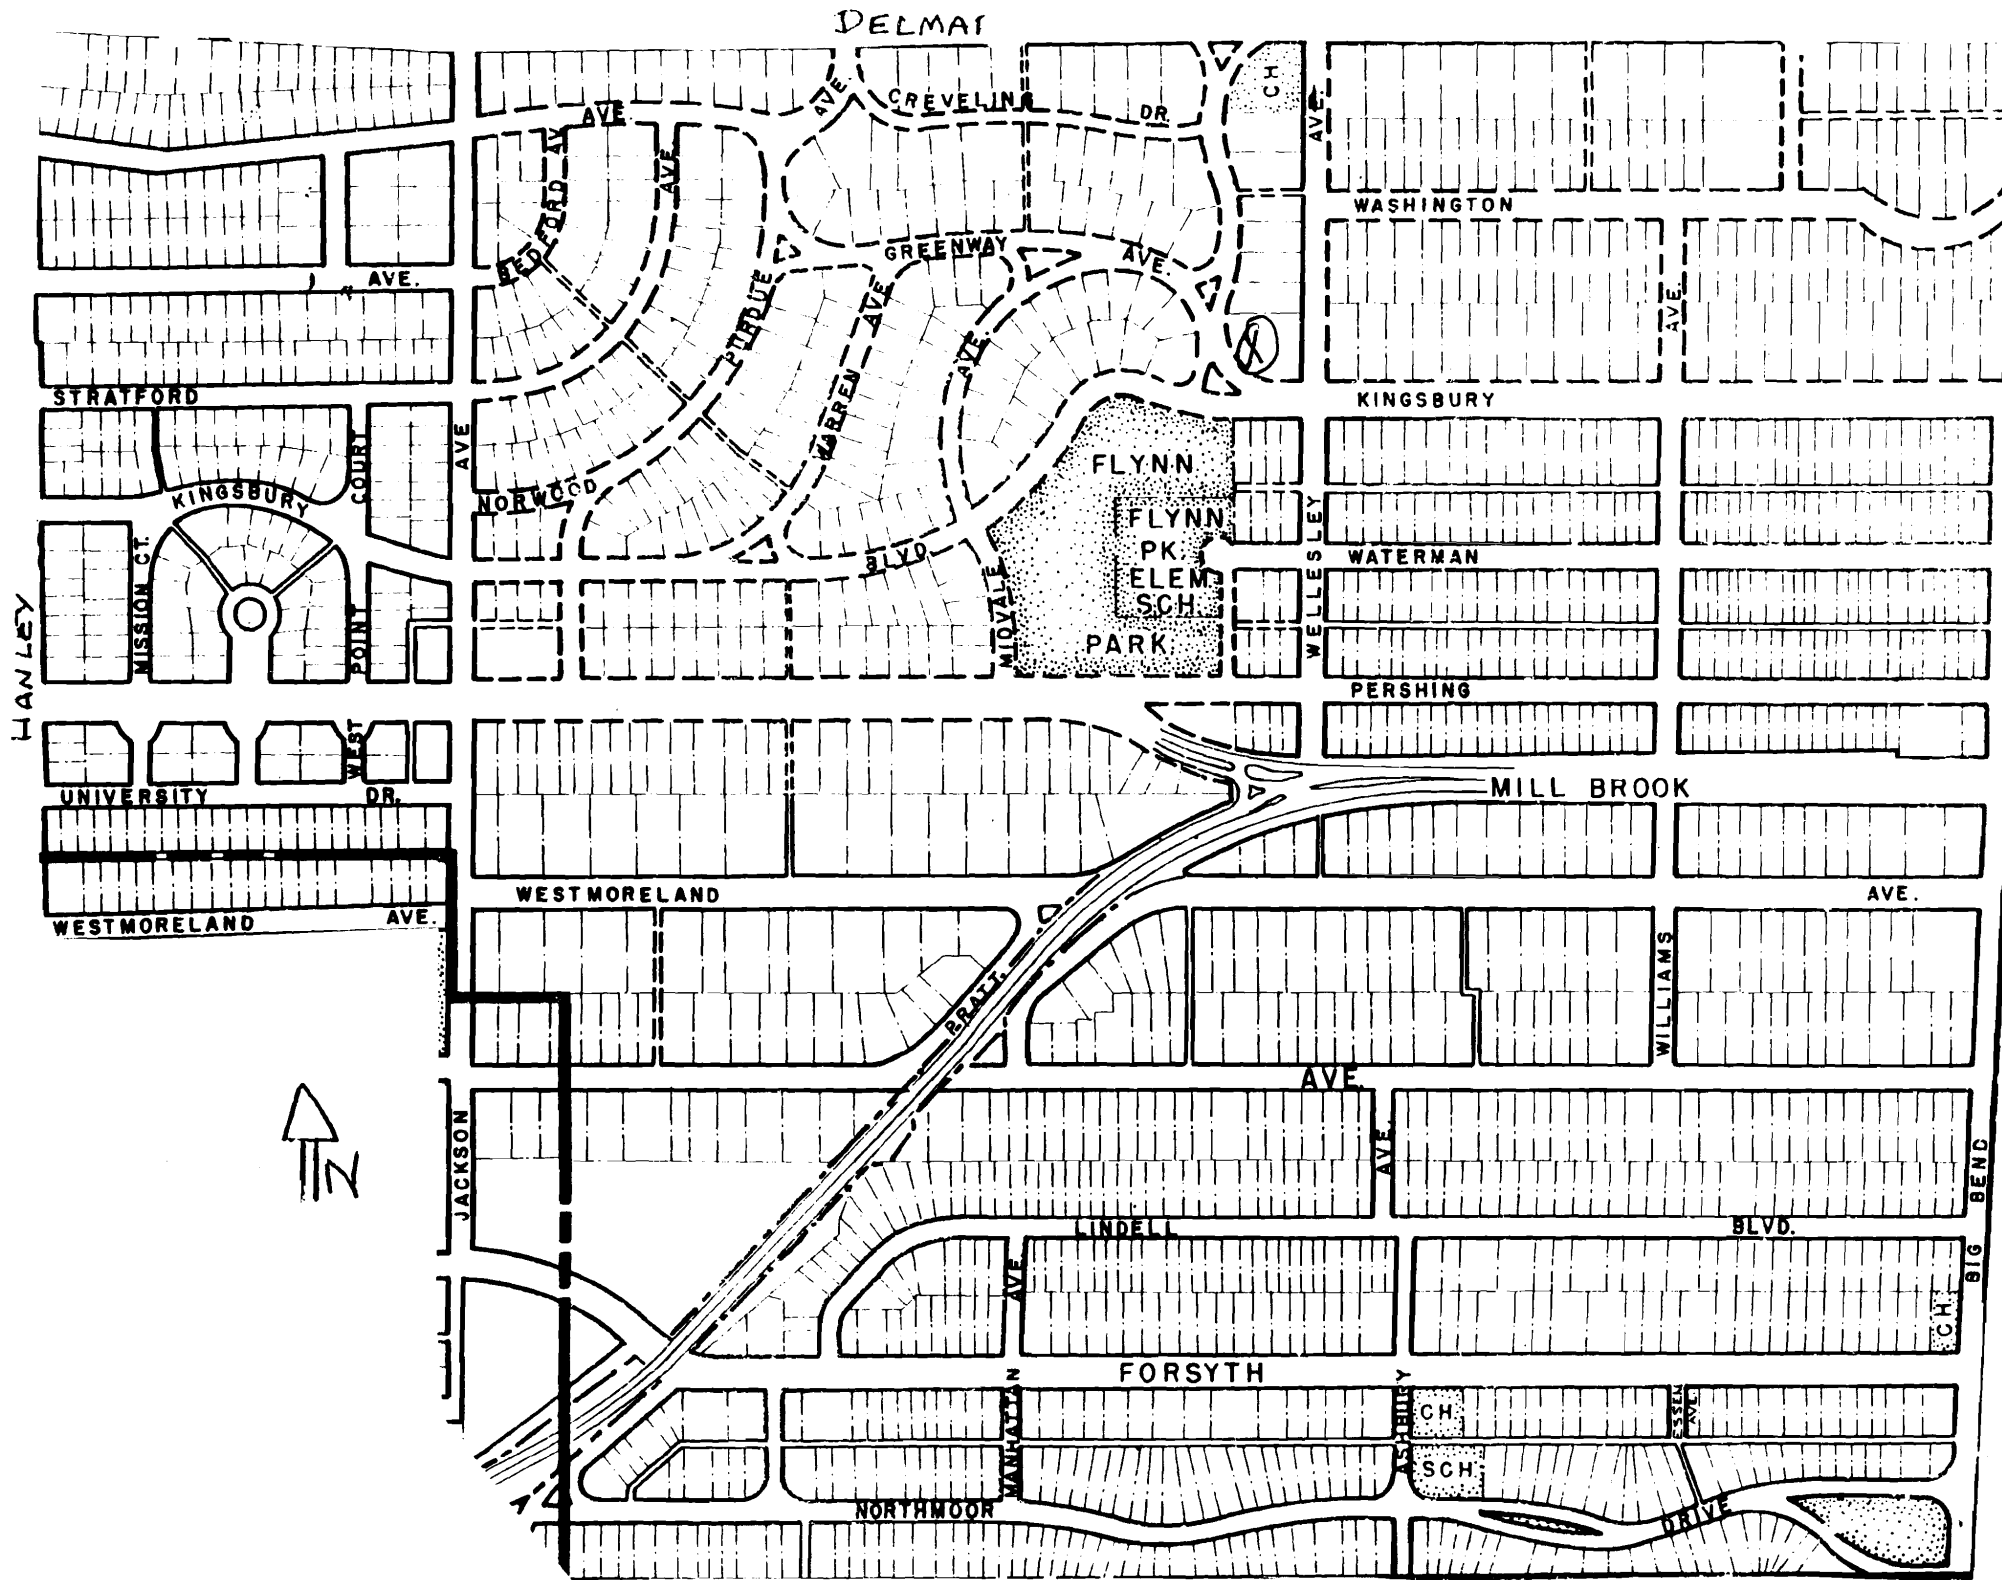 DELMAR
CREVELING
DR.
AVE.
CH
AVE.
AVE.
BEDFORD AV
AVE.
WASHINGTON
GREENWAY
AVE.
AVE.
PURDUE
AVE.
WARREN
AVE.
AVE.
STRATFORD
KINGSBURY
COURT
AVE
FLYNN
KINGSBURY
NORWOOD
FLYNN
PK.
ELEM
SCH.
PARK
WELLESLEY
WATERMAN
BLVD
MISSION CT.
POINT
MIDVALE
HANLEY
PERSHING
WEST
UNIVERSITY
DR.
MILL BROOK
WESTMORELAND
AVE.
WESTMORELAND
AVE.
WILLIAMS
PRATT
AVE.
N
JACKSON
AVE.
BIG BEND
LINDELL
BLVD.
AVE
CH
FORSYTH
MANHATTAN
ASHBURY
CH.
ESSEN
AVE.
SCH.
NORTHMOOR
DRIVE